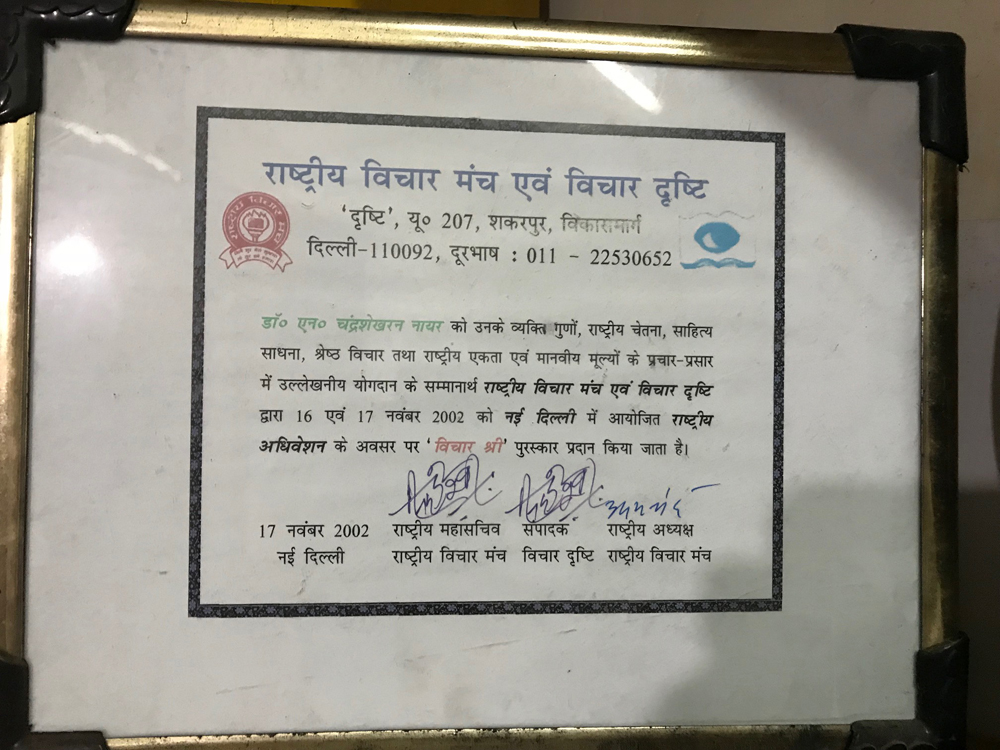 राष्ट्रीय विचार मंच एवं विचार दृष्टि
राष्ट्रीय विचार मंच
'दृष्टि', यू० 207, शकरपुर, विकासमार्ग
दिल्ली-110092, दूरभाष : 011 - 22530652
डॉ० एन० चंद्रशेखरन नायर को उनके व्यक्ति गुणों, राष्ट्रीय चेतना, साहित्य
साधना, श्रेष्ठ विचार तथा राष्ट्रीय एकता एवं मानवीय मूल्यों के प्रचार-प्रसार
में उल्लेखनीय योगदान के सम्मानार्थ राष्ट्रीय विचार मंच एवं विचार दृष्टि
द्वारा 16 एवं 17 नवंबर 2002 को नई दिल्ली में आयोजित राष्ट्रीय
अधिवेशन के अवसर पर 'विचार श्री' पुरस्कार प्रदान किया जाता है।
17 नवंबर 2002 राष्ट्रीय महासचिव संपादक राष्ट्रीय अध्यक्ष
नई दिल्ली राष्ट्रीय विचार मंच विचार दृष्टि राष्ट्रीय विचार मंच